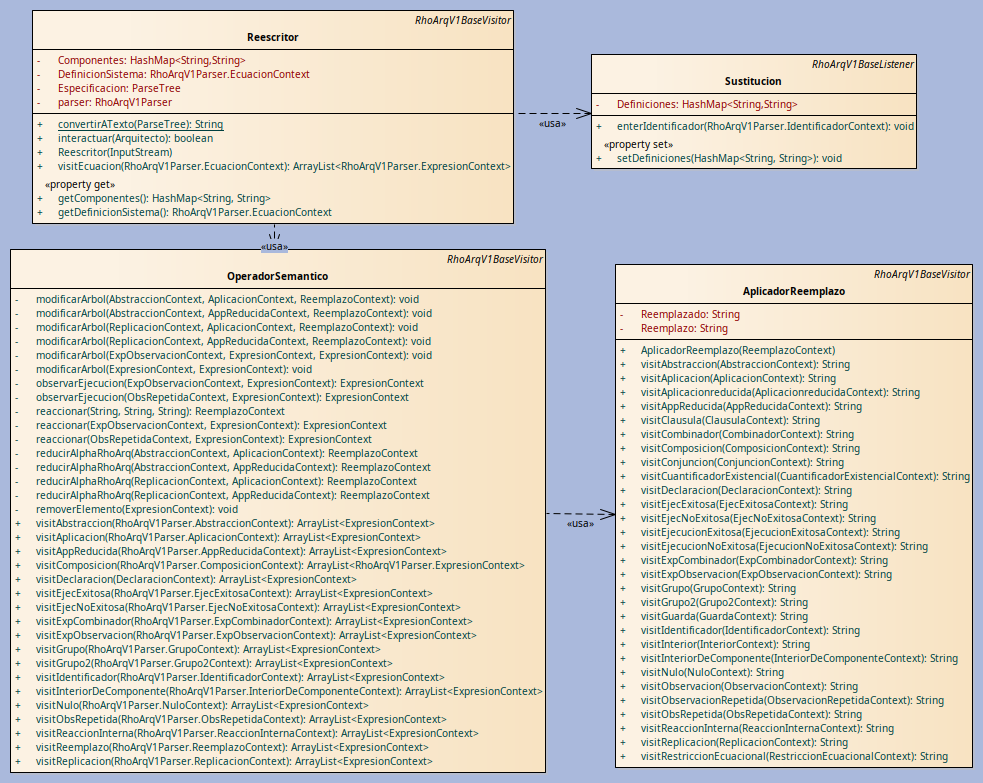 RhoArqV1BaseVisitor
Reescritor
- Componentes: HashMap<String,String>
- DefinicionSistema: RhoArqV1Parser.EcuacionContext
- Especificacion: ParseTree
- parser: RhoArqV1Parser
+ convertirATexto(ParseTree): String
+ interactuar(Arquitecto): boolean
+ Reescritor(InputStream)
+ visitEcuacion(RhoArqV1Parser.EcuacionContext): ArrayList<RhoArqV1Parser.ExpresionContext>
«property get»
+ getComponentes(): HashMap<String, String>
+ getDefinicionSistema(): RhoArqV1Parser.EcuacionContext
«usa»
RhoArqV1BaseListener
Sustitucion
- Definiciones: HashMap<String,String>
+ enterIdentificador(RhoArqV1Parser.IdentificadorContext): void
«property set»
+ setDefiniciones(HashMap<String, String>): void
«usa»
RhoArqV1BaseVisitor
OperadorSemantico
- modificarArbol(AbstraccionContext, AplicacionContext, ReemplazoContext): void
- modificarArbol(AbstraccionContext, AppReducidaContext, ReemplazoContext): void
- modificarArbol(ReplicacionContext, AplicacionContext, ReemplazoContext): void
- modificarArbol(ReplicacionContext, AppReducidaContext, ReemplazoContext): void
- modificarArbol(ExpObservacionContext, ExpresionContext, ExpresionContext): void
- modificarArbol(ExpresionContext, ExpresionContext): void
- observarEjecucion(ExpObservacionContext, ExpresionContext): ExpresionContext
- observarEjecucion(ObsRepetidaContext, ExpresionContext): ExpresionContext
- reaccionar(String, String, String): ReemplazoContext
- reaccionar(ExpObservacionContext, ExpresionContext): ExpresionContext
- reaccionar(ObsRepetidaContext, ExpresionContext): ExpresionContext
- reducirAlphaRhoArq(AbstraccionContext, AplicacionContext): ReemplazoContext
- reducirAlphaRhoArq(AbstraccionContext, AppReducidaContext): ReemplazoContext
- reducirAlphaRhoArq(ReplicacionContext, AplicacionContext): ReemplazoContext
- reducirAlphaRhoArq(ReplicacionContext, AppReducidaContext): ReemplazoContext
- removerElemento(ExpresionContext): void
+ visitAbstraccion(RhoArqV1Parser.AbstraccionContext): ArrayList<ExpresionContext>
+ visitAplicacion(RhoArqV1Parser.AplicacionContext): ArrayList<ExpresionContext>
+ visitAppReducida(RhoArqV1Parser.AppReducidaContext): ArrayList<ExpresionContext>
+ visitComposicion(RhoArqV1Parser.ComposicionContext): ArrayList<RhoArqV1Parser.ExpresionContext>
+ visitDeclaracion(DeclaracionContext): ArrayList<ExpresionContext>
+ visitEjecExitosa(RhoArqV1Parser.EjecExitosaContext): ArrayList<ExpresionContext>
+ visitEjecNoExitosa(RhoArqV1Parser.EjecNoExitosaContext): ArrayList<ExpresionContext>
+ visitExpCombinador(RhoArqV1Parser.ExpCombinadorContext): ArrayList<ExpresionContext>
+ visitExpObservacion(RhoArqV1Parser.ExpObservacionContext): ArrayList<ExpresionContext>
+ visitGrupo(RhoArqV1Parser.GrupoContext): ArrayList<ExpresionContext>
+ visitGrupo2(RhoArqV1Parser.Grupo2Context): ArrayList<ExpresionContext>
+ visitIdentificador(RhoArqV1Parser.IdentificadorContext): ArrayList<ExpresionContext>
+ visitInteriorDeComponente(RhoArqV1Parser.InteriorDeComponenteContext): ArrayList<ExpresionContext>
+ visitNulo(RhoArqV1Parser.NuloContext): ArrayList<ExpresionContext>
+ visitObsRepetida(RhoArqV1Parser.ObsRepetidaContext): ArrayList<ExpresionContext>
+ visitReaccionInterna(RhoArqV1Parser.ReaccionInternaContext): ArrayList<ExpresionContext>
+ visitReemplazo(RhoArqV1Parser.ReemplazoContext): ArrayList<ExpresionContext>
+ visitReplicacion(RhoArqV1Parser.ReplicacionContext): ArrayList<ExpresionContext>
«usa»
RhoArqV1BaseVisitor
AplicadorReemplazo
- Reemplazado: String
- Reemplazo: String
+ AplicadorReemplazo(ReemplazoContext)
+ visitAbstraccion(AbstraccionContext): String
+ visitAplicacion(AplicacionContext): String
+ visitAplicacionreducida(AplicacionreducidaContext): String
+ visitAppReducida(AppReducidaContext): String
+ visitClausula(ClausulaContext): String
+ visitCombinador(CombinadorContext): String
+ visitComposicion(ComposicionContext): String
+ visitConjuncion(ConjuncionContext): String
+ visitCuantificadorExistencial(CuantificadorExistencialContext): String
+ visitDeclaracion(DeclaracionContext): String
+ visitEjecExitosa(EjecExitosaContext): String
+ visitEjecNoExitosa(EjecNoExitosaContext): String
+ visitEjecucionExitosa(EjecucionExitosaContext): String
+ visitEjecucionNoExitosa(EjecucionNoExitosaContext): String
+ visitExpCombinador(ExpCombinadorContext): String
+ visitExpObservacion(ExpObservacionContext): String
+ visitGrupo(GrupoContext): String
+ visitGrupo2(Grupo2Context): String
+ visitGuarda(GuardaContext): String
+ visitIdentificador(IdentificadorContext): String
+ visitInterior(InteriorContext): String
+ visitInteriorDeComponente(InteriorDeComponenteContext): String
+ visitNulo(NuloContext): String
+ visitObservacion(ObservacionContext): String
+ visitObservacionRepetida(ObservacionRepetidaContext): String
+ visitObsRepetida(ObsRepetidaContext): String
+ visitReaccionInterna(ReaccionInternaContext): String
+ visitReplicacion(ReplicacionContext): String
+ visitRestriccionEcuacional(RestriccionEcuacionalContext): String